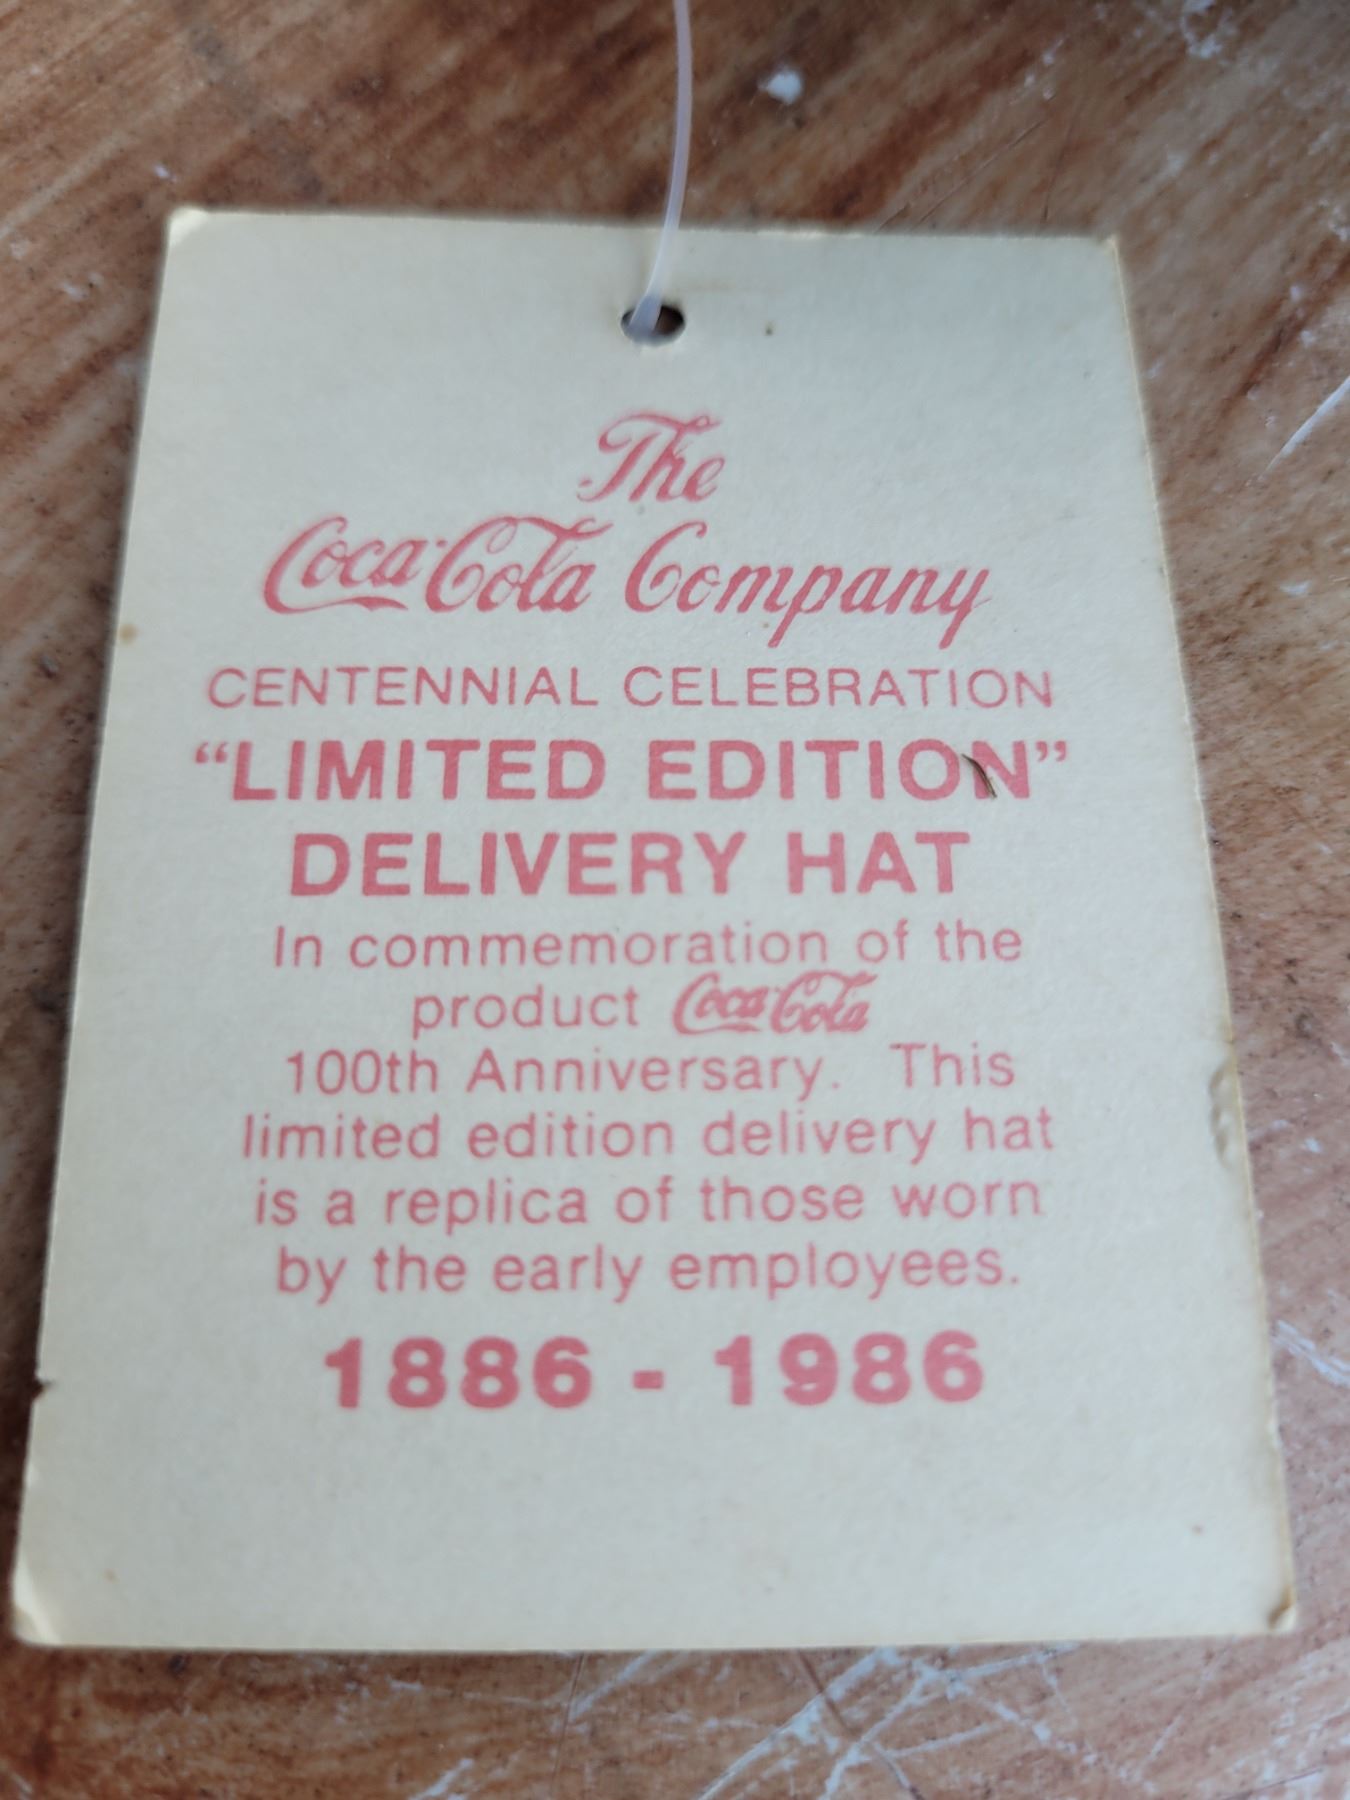 The
Coca-Cola Company
CENTENNIAL CELEBRATION
“LIMITED EDITION”
DELIVERY HAT
In commemoration of the
product Coca-Cola
100th Anniversary. This
limited edition delivery hat
is a replica of those worn
by the early employees.
1886 - 1986